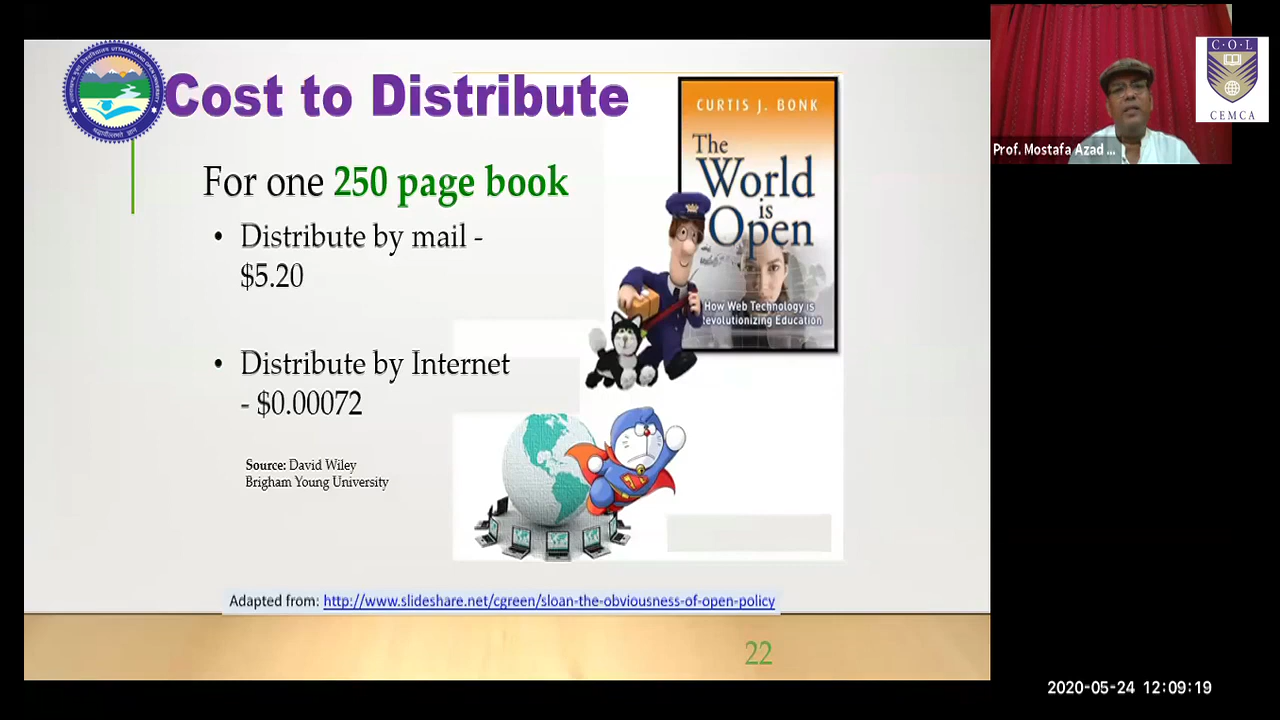 Cost to Distribute
For one 250 page book
• Distribute by mail -
$5.20
• Distribute by Internet
- $0.00072
Source: David Wiley
Brigham Young University
CURTIS J. BONK
The
World
is
Open
How Web Technology is
Revolutionizing Education
Adapted from: http://www.slideshare.net/cgreen/sloan-the-obviousness-of-open-policy
22
Prof. Mostafa Azad ...
C·O·L
CEMCA
2020-05-24 12:09:19